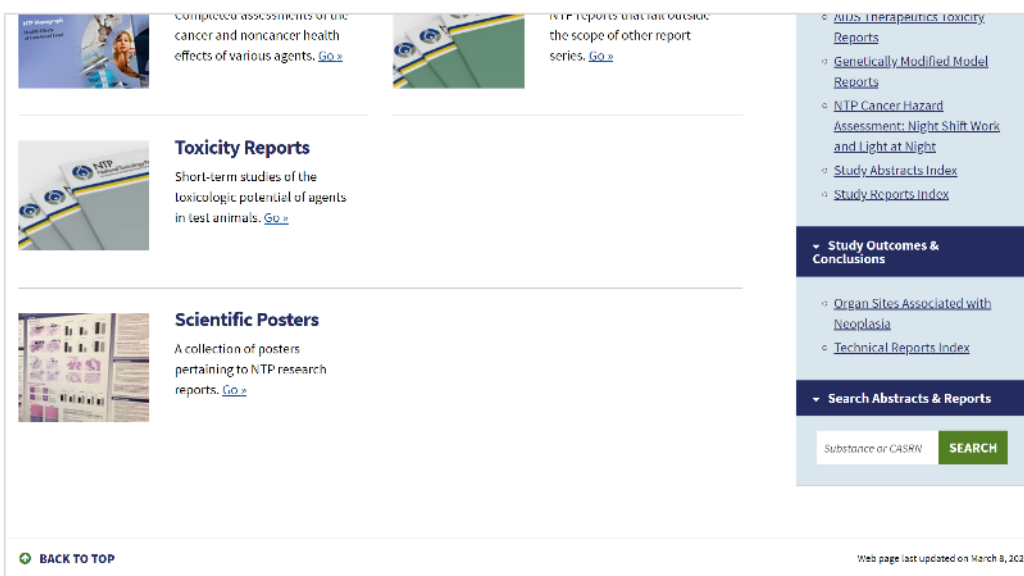 NTP Monograph
Completed assessments of the
cancer and noncancer health
effects of various agents. Go »
NTP reports that fall outside
the scope of other report
series. Go »
Toxicity Reports
Short-term studies of the
toxicologic potential of agents
in test animals. Go »
NTP
Scientific Posters
A collection of posters
pertaining to NTP research
reports. Go »
AIDS Therapeutics Toxicity
Reports
Genetically Modified Model
Reports
NTP Cancer Hazard
Assessment: Night Shift Work
and Light at Night
Study Abstracts Index
Study Reports Index
Study Outcomes &
Conclusions
Organ Sites Associated with
Neoplasia
Technical Reports Index
Search Abstracts & Reports
Substance or CASRN
SEARCH
BACK TO TOP
Web page last updated on March 8, 202